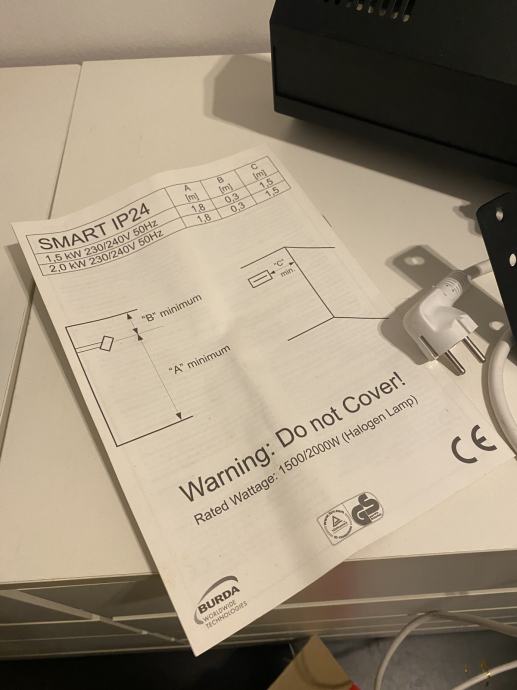 A B C
SMART IP24 [m] [m] [m]
1,5 kW 230/240V 50Hz 1,8 0,3 1,5
2,0 kW 230/240V 50Hz 1,8 0,3 1,5
"C"
min.
"B" minimum
"A" minimum
Warning: Do not Cover!
Rated Wattage: 1500/2000W (Halogen Lamp)
CE
GS
BURDA
WORLDWIDE
TECHNOLOGIES